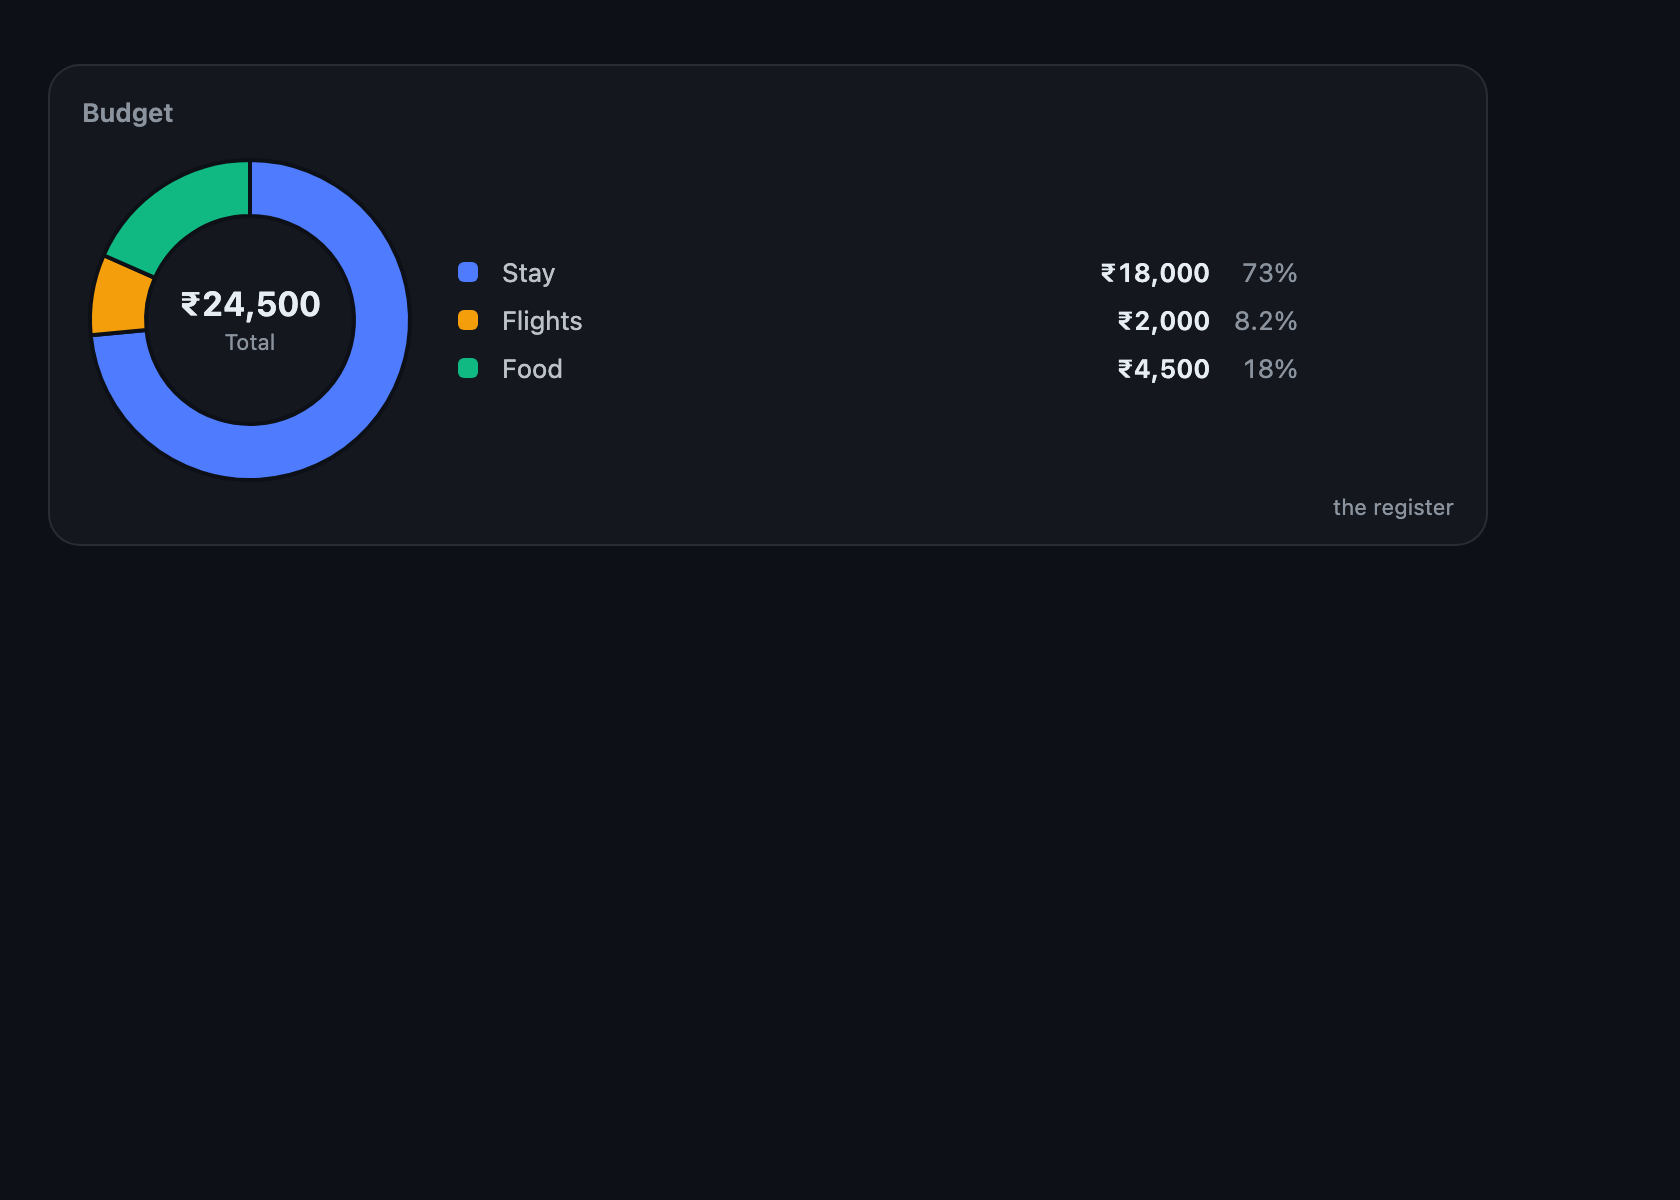 Budget
₹24,500
Total
Stay ₹18,000 73%
Flights ₹2,000 8.2%
Food ₹4,500 18%
the register